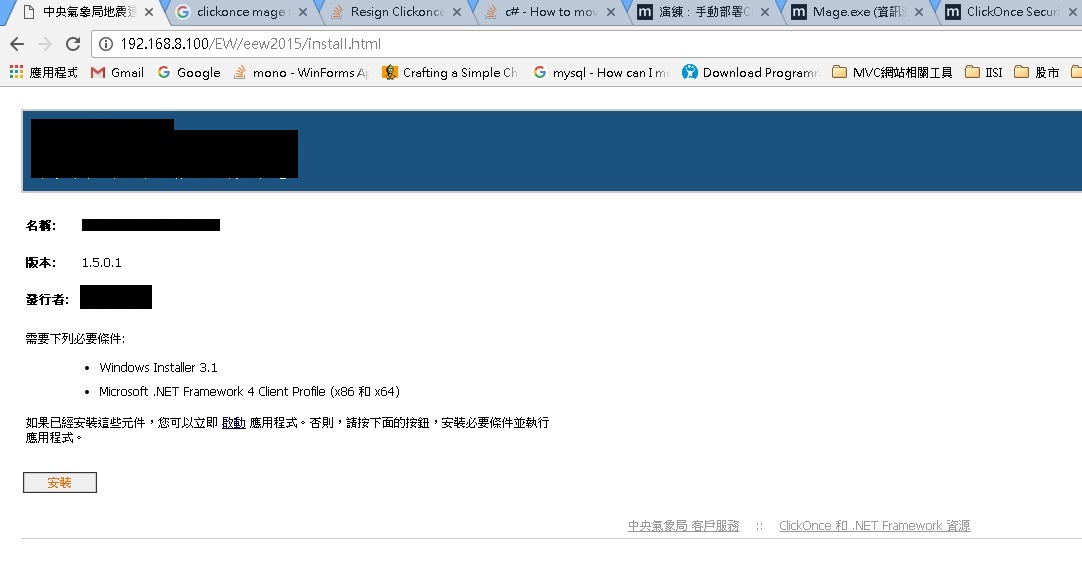 中央氣象局地震速
clickonce mage
Resign Clickonce
c# - How to mov
演練：手動部署C
Mage.exe (資訊
ClickOnce Securi
192.168.8.100/EW/eew2015/install.html
應用程式
Gmail
Google
mono - WinForms A
Crafting a Simple Ch
mysql - How can I m
Download Programm
MVC網站相關工具
IISI
股市
名稱:
版本: 1.5.0.1
發行者:
需要下列必要條件:
• Windows Installer 3.1
• Microsoft .NET Framework 4 Client Profile (x86 和 x64)
如果已經安裝這些元件，您可以立即 啟動 應用程式。否則，請按下面的按鈕，安裝必要條件並執行
應用程式。
安裝
中央氣象局 客戶服務 :: ClickOnce 和 .NET Framework 資源